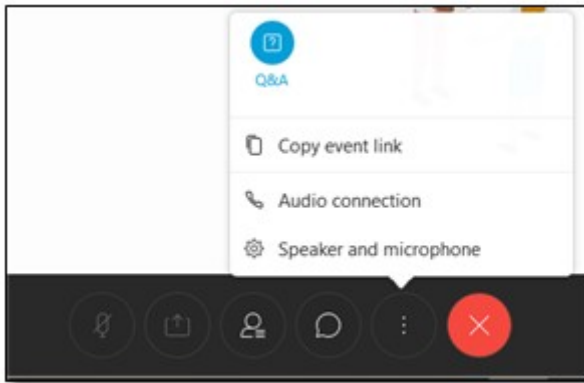 Q&A
Copy event link
Audio connection
Speaker and microphone